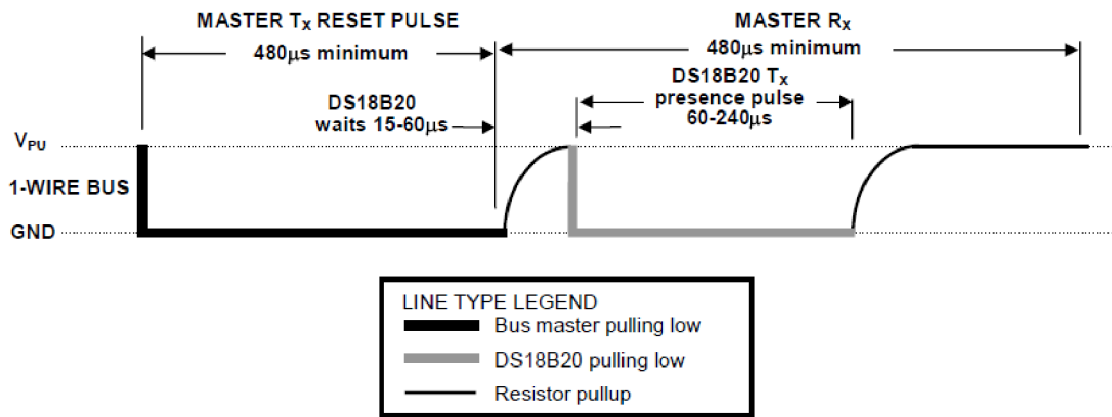 MASTER TX RESET PULSE
480μs minimum
MASTER RX
480μs minimum
DS18B20
waits 15-60μs
DS18B20 TX
presence pulse
60-240μs
VPU
1-WIRE BUS
GND
LINE TYPE LEGEND
Bus master pulling low
DS18B20 pulling low
Resistor pullup